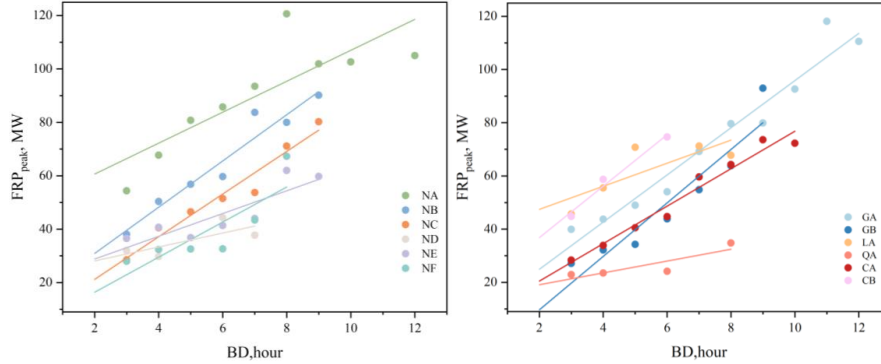 120
100
80
60
40
20
FRPpeak, MW
2 4 6 8 10 12
BD,hour
NA
NB
NC
ND
NE
NF
120
100
80
60
40
20
FRPpeak, MW
2 4 6 8 10 12
BD,hour
GA
GB
LA
QA
CA
CB